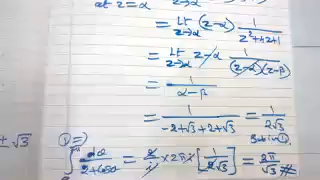 at z=α z→α
= Lt z→α (z-α) 1/(z²+4z+1)
= Lt z→α z-α 1/((z-α)(z-β))
= 1/(α-β)
= 1/(-2+√3+2+√3) = 1/(2√3)
± √3
①⇒ Sub in ①,
∫ dθ/(2+cosθ) = 2/i × 2πi [1/(2√3)] = 2π/√3